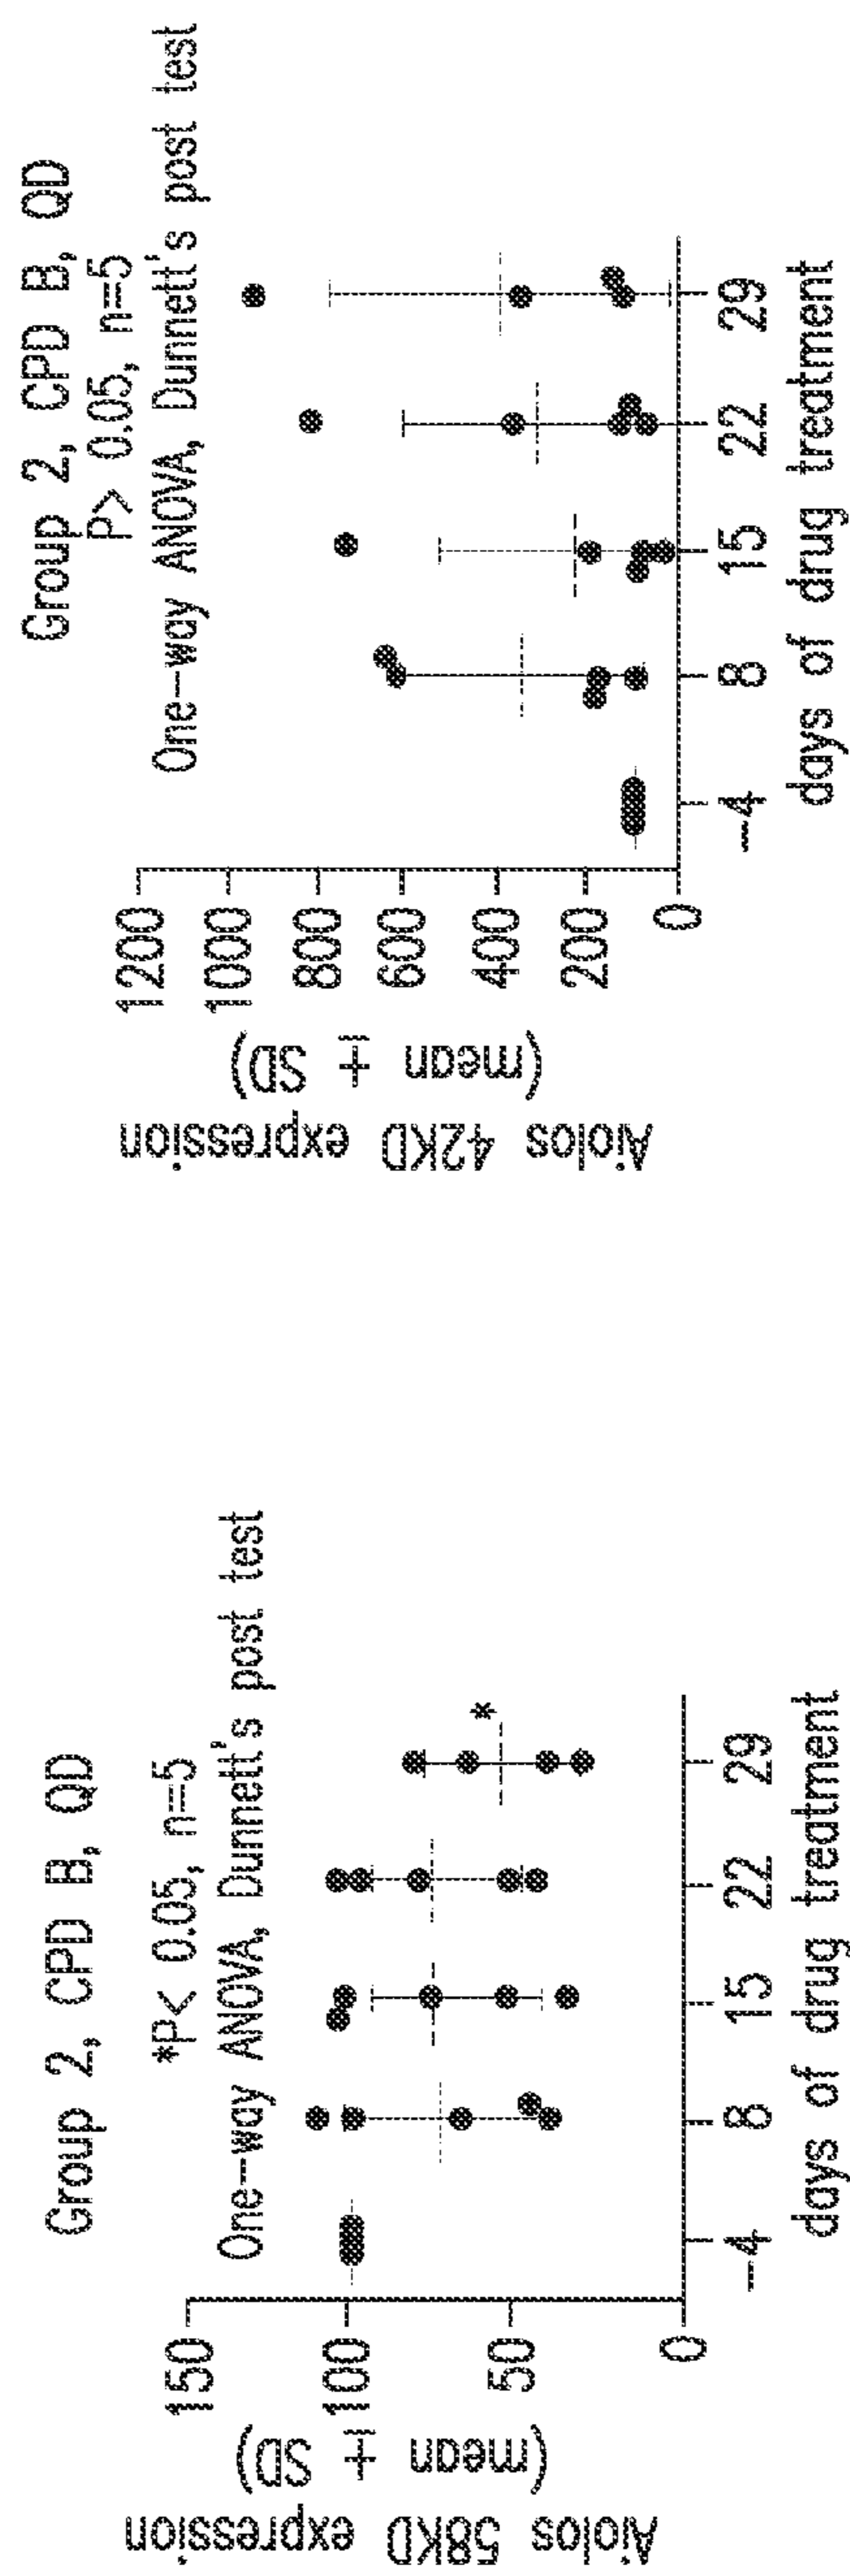 Group 2, CPD B, QD
*P< 0.05, n=5
One-way ANOVA, Dunnett's post test
Aiolos 58KD expression
(mean ± SD)
150
100
50
0
-4 8 15 22 29
*
days of drug treatment
Group 2, CPD B, QD
P> 0.05, n=5
One-way ANOVA, Dunnett's post test
Aiolos 42KD expression
(mean ± SD)
1200
1000
800
600
400
200
0
-4 8 15 22 29
days of drug treatment